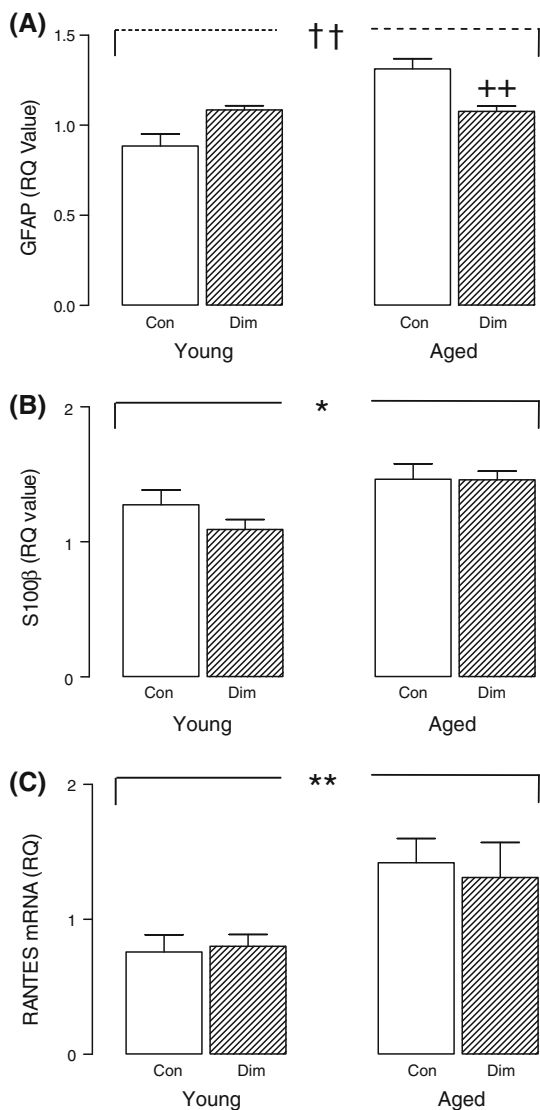 (A)
††
++
1.5
1.0
0.5
0.0
GFAP (RQ Value)
Con Dim Con Dim
Young Aged
(B)
*
2
1
0
S100β (RQ value)
Con Dim Con Dim
Young Aged
(C)
**
2
1
0
RANTES mRNA (RQ)
Con Dim Con Dim
Young Aged